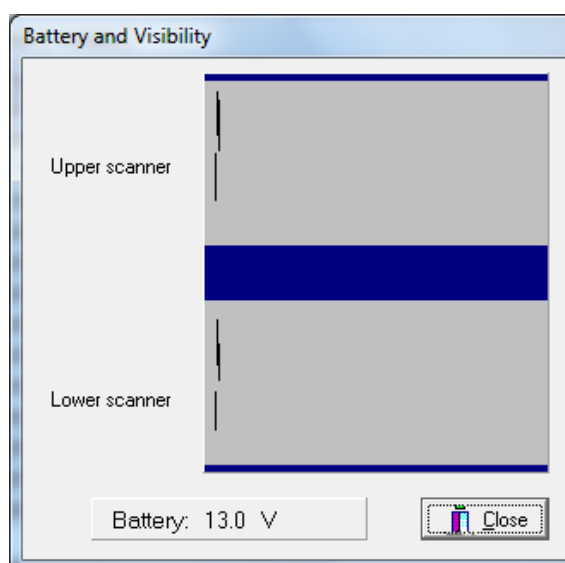 Battery and Visibility
Upper scanner
Lower scanner
Battery: 13.0 V
Close